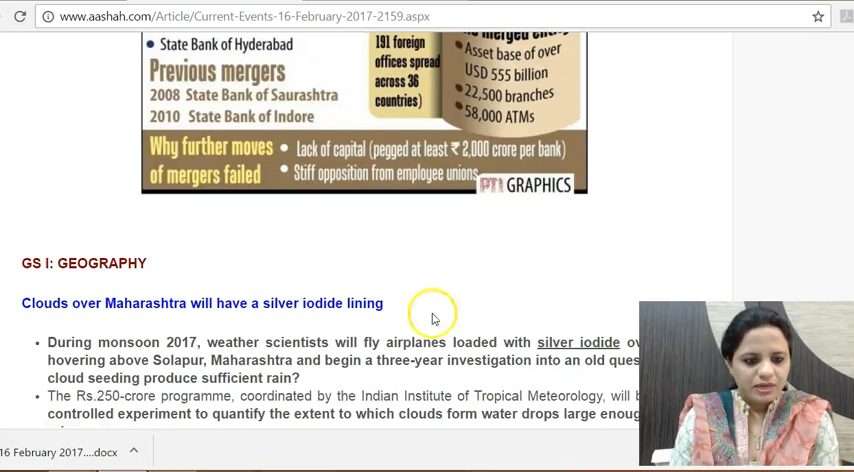 www.aashah.com/Article/Current-Events-16-February-2017-2159.aspx
State Bank of Hyderabad
Previous mergers
2008 State Bank of Saurashtra
2010 State Bank of Indore
191 foreign
offices spread
across 36
countries)
Asset base of over
USD 555 billion
22,500 branches
58,000 ATMs
Why further moves
of mergers failed
Lack of capital (pegged at least ₹ 2,000 crore per bank)
Stiff opposition from employee unions
PTI GRAPHICS
GS I: GEOGRAPHY
Clouds over Maharashtra will have a silver iodide lining
During monsoon 2017, weather scientists will fly airplanes loaded with silver iodide
hovering above Solapur, Maharashtra and begin a three-year investigation into an old
cloud seeding produce sufficient rain?
The Rs.250-crore programme, coordinated by the Indian Institute of Tropical Meteorology, will
controlled experiment to quantify the extent to which clouds form water drops large
16 February 2017....docx